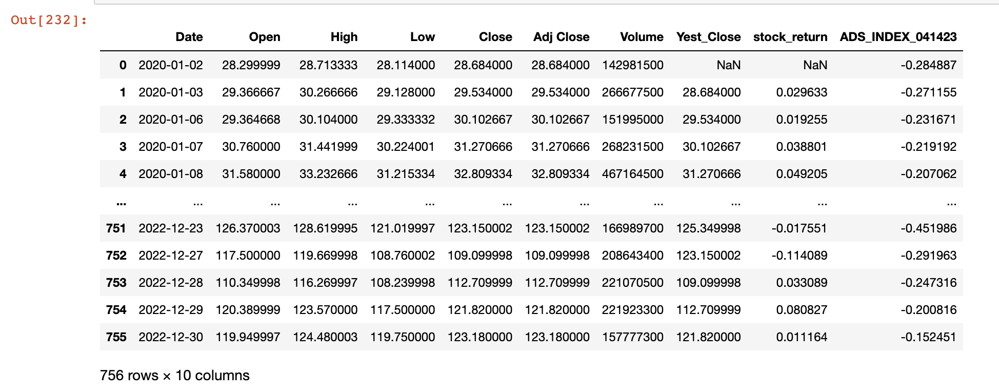 Out[232]:
Date Open High Low Close Adj Close Volume Yest_Close stock_return ADS_INDEX_041423
0 2020-01-02 28.299999 28.713333 28.114000 28.684000 28.684000 142981500 NaN NaN -0.284887
1 2020-01-03 29.366667 30.266666 29.128000 29.534000 29.534000 266677500 28.684000 0.029633 -0.271155
2 2020-01-06 29.364668 30.104000 29.333332 30.102667 30.102667 151995000 29.534000 0.019255 -0.231671
3 2020-01-07 30.760000 31.441999 30.224001 31.270666 31.270666 268231500 30.102667 0.038801 -0.219192
4 2020-01-08 31.580000 33.232666 31.215334 32.809334 32.809334 467164500 31.270666 0.049205 -0.207062
... ... ... ... ... ... ... ... ... ... ...
751 2022-12-23 126.370003 128.619995 121.019997 123.150002 123.150002 166989700 125.349998 -0.017551 -0.451986
752 2022-12-27 117.500000 119.669998 108.760002 109.099998 109.099998 208643400 123.150002 -0.114089 -0.291963
753 2022-12-28 110.349998 116.269997 108.239998 112.709999 112.709999 221070500 109.099998 0.033089 -0.247316
754 2022-12-29 120.389999 123.570000 117.500000 121.820000 121.820000 221923300 112.709999 0.080827 -0.200816
755 2022-12-30 119.949997 124.480003 119.750000 123.180000 123.180000 157777300 121.820000 0.011164 -0.152451
756 rows × 10 columns